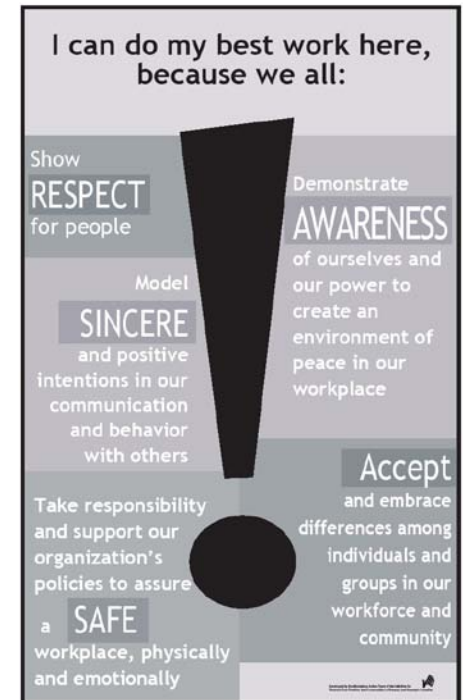 I can do my best work here,
because we all:
Show
RESPECT
for people
Model
SINCERE
and positive
intentions in our
communication
and behavior
with others
Take responsibility
and support our
organization's
policies to assure
a SAFE
workplace, physically
and emotionally
Demonstrate
AWARENESS
of ourselves and
our power to
create an
environment of
peace in our
workplace
Accept
and embrace
differences among
individuals and
groups in our
workforce and
community